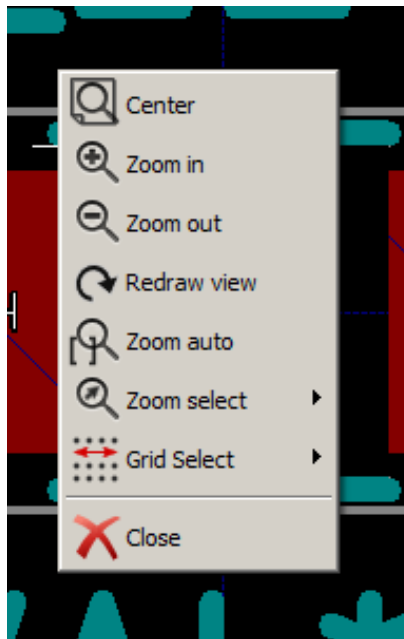 Center
Zoom in
Zoom out
Redraw view
Zoom auto
Zoom select
Grid Select
Close